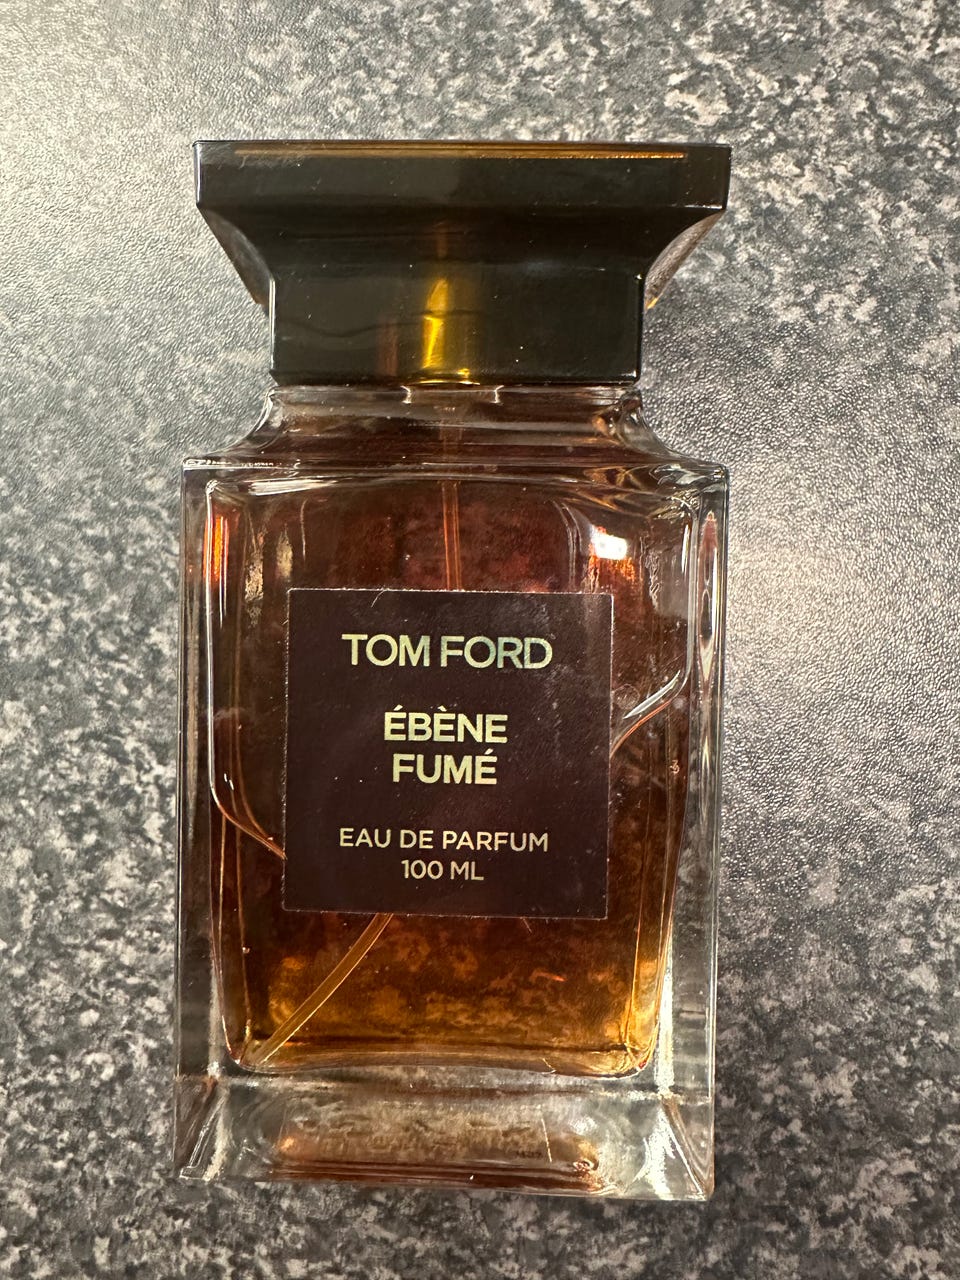 TOM FORD
ÉBÈNE
FUMÉ
EAU DE PARFUM
100 ML